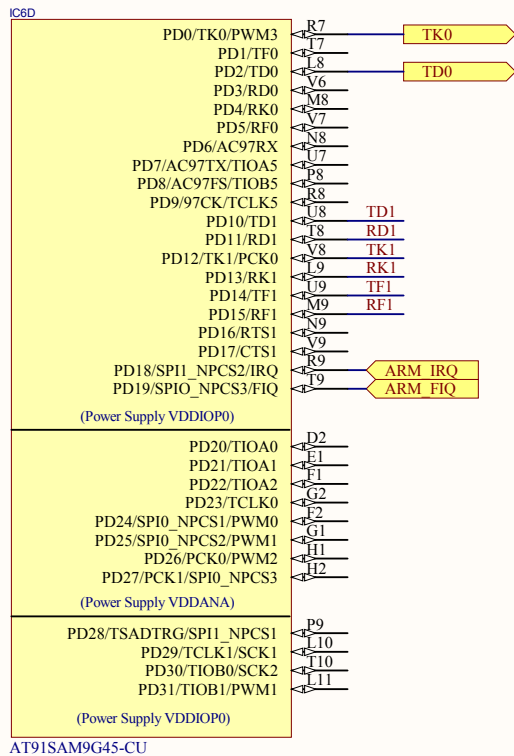 IC6D
PD0/TK0/PWM3 R7 TK0
PD1/TF0 T7
PD2/TD0 L8 TD0
PD3/RD0 V6
PD4/RK0 M8
PD5/RF0 V7
PD6/AC97RX N8
PD7/AC97TX/TIOA5 U7
PD8/AC97FS/TIOB5 P8
PD9/97CK/TCLK5 R8
PD10/TD1 U8 TD1
PD11/RD1 T8 RD1
PD12/TK1/PCK0 V8 TK1
PD13/RK1 L9 RK1
PD14/TF1 U9 TF1
PD15/RF1 M9 RF1
PD16/RTS1 N9
PD17/CTS1 V9
PD18/SPI1_NPCS2/IRQ R9 ARM_IRQ
PD19/SPIO_NPCS3/FIQ T9 ARM_FIQ
(Power Supply VDDIOP0)
PD20/TIOA0 D2
PD21/TIOA1 E1
PD22/TIOA2 F1
PD23/TCLK0 G2
PD24/SPI0_NPCS1/PWM0 F2
PD25/SPI0_NPCS2/PWM1 G1
PD26/PCK0/PWM2 H1
PD27/PCK1/SPI0_NPCS3 H2
(Power Supply VDDANA)
PD28/TSADTRG/SPI1_NPCS1 P9
PD29/TCLK1/SCK1 L10
PD30/TIOB0/SCK2 T10
PD31/TIOB1/PWM1 L11
(Power Supply VDDIOP0)
AT91SAM9G45-CU